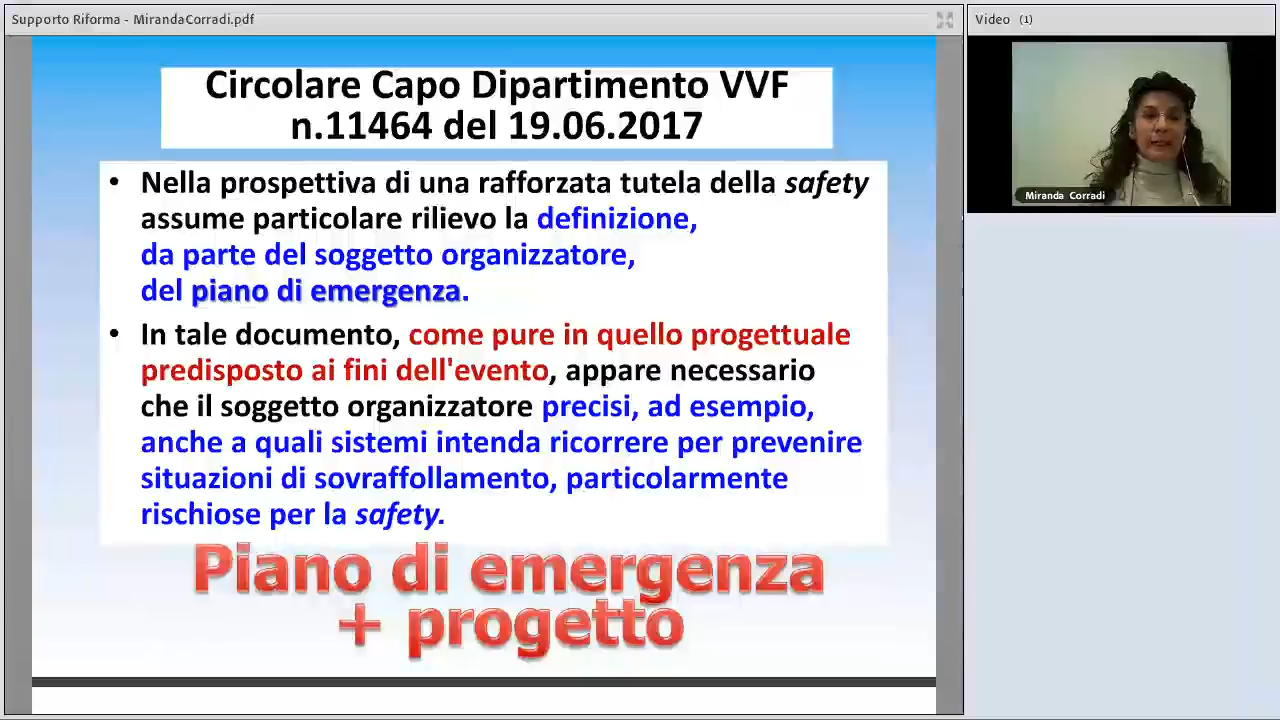 Supporto Riforma - MirandaCorradi.pdf
Video (1)
Circolare Capo Dipartimento VVF
n.11464 del 19.06.2017
• Nella prospettiva di una rafforzata tutela della safety
assume particolare rilievo la definizione,
da parte del soggetto organizzatore,
del piano di emergenza.
• In tale documento, come pure in quello progettuale
predisposto ai fini dell'evento, appare necessario
che il soggetto organizzatore precisi, ad esempio,
anche a quali sistemi intenda ricorrere per prevenire
situazioni di sovraffollamento, particolarmente
rischiose per la safety.
Piano di emergenza
+ progetto
Miranda Corradi